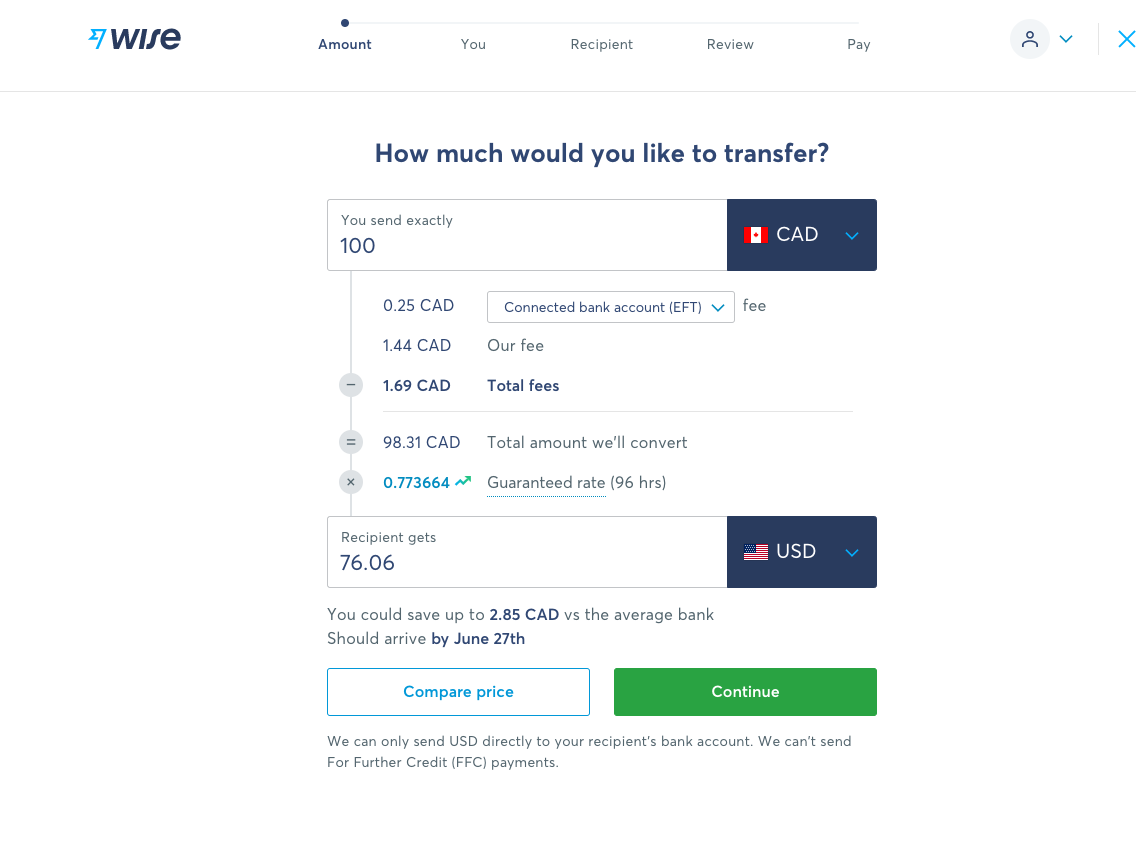 wise
Amount
You
Recipient
Review
Pay
How much would you like to transfer?
You send exactly
100
CAD
0.25 CAD Connected bank account (EFT) fee
1.44 CAD Our fee
− 1.69 CAD Total fees
= 98.31 CAD Total amount we'll convert
× 0.773664 Guaranteed rate (96 hrs)
Recipient gets
76.06
USD
You could save up to 2.85 CAD vs the average bank
Should arrive by June 27th
Compare price
Continue
We can only send USD directly to your recipient's bank account. We can't send
For Further Credit (FFC) payments.